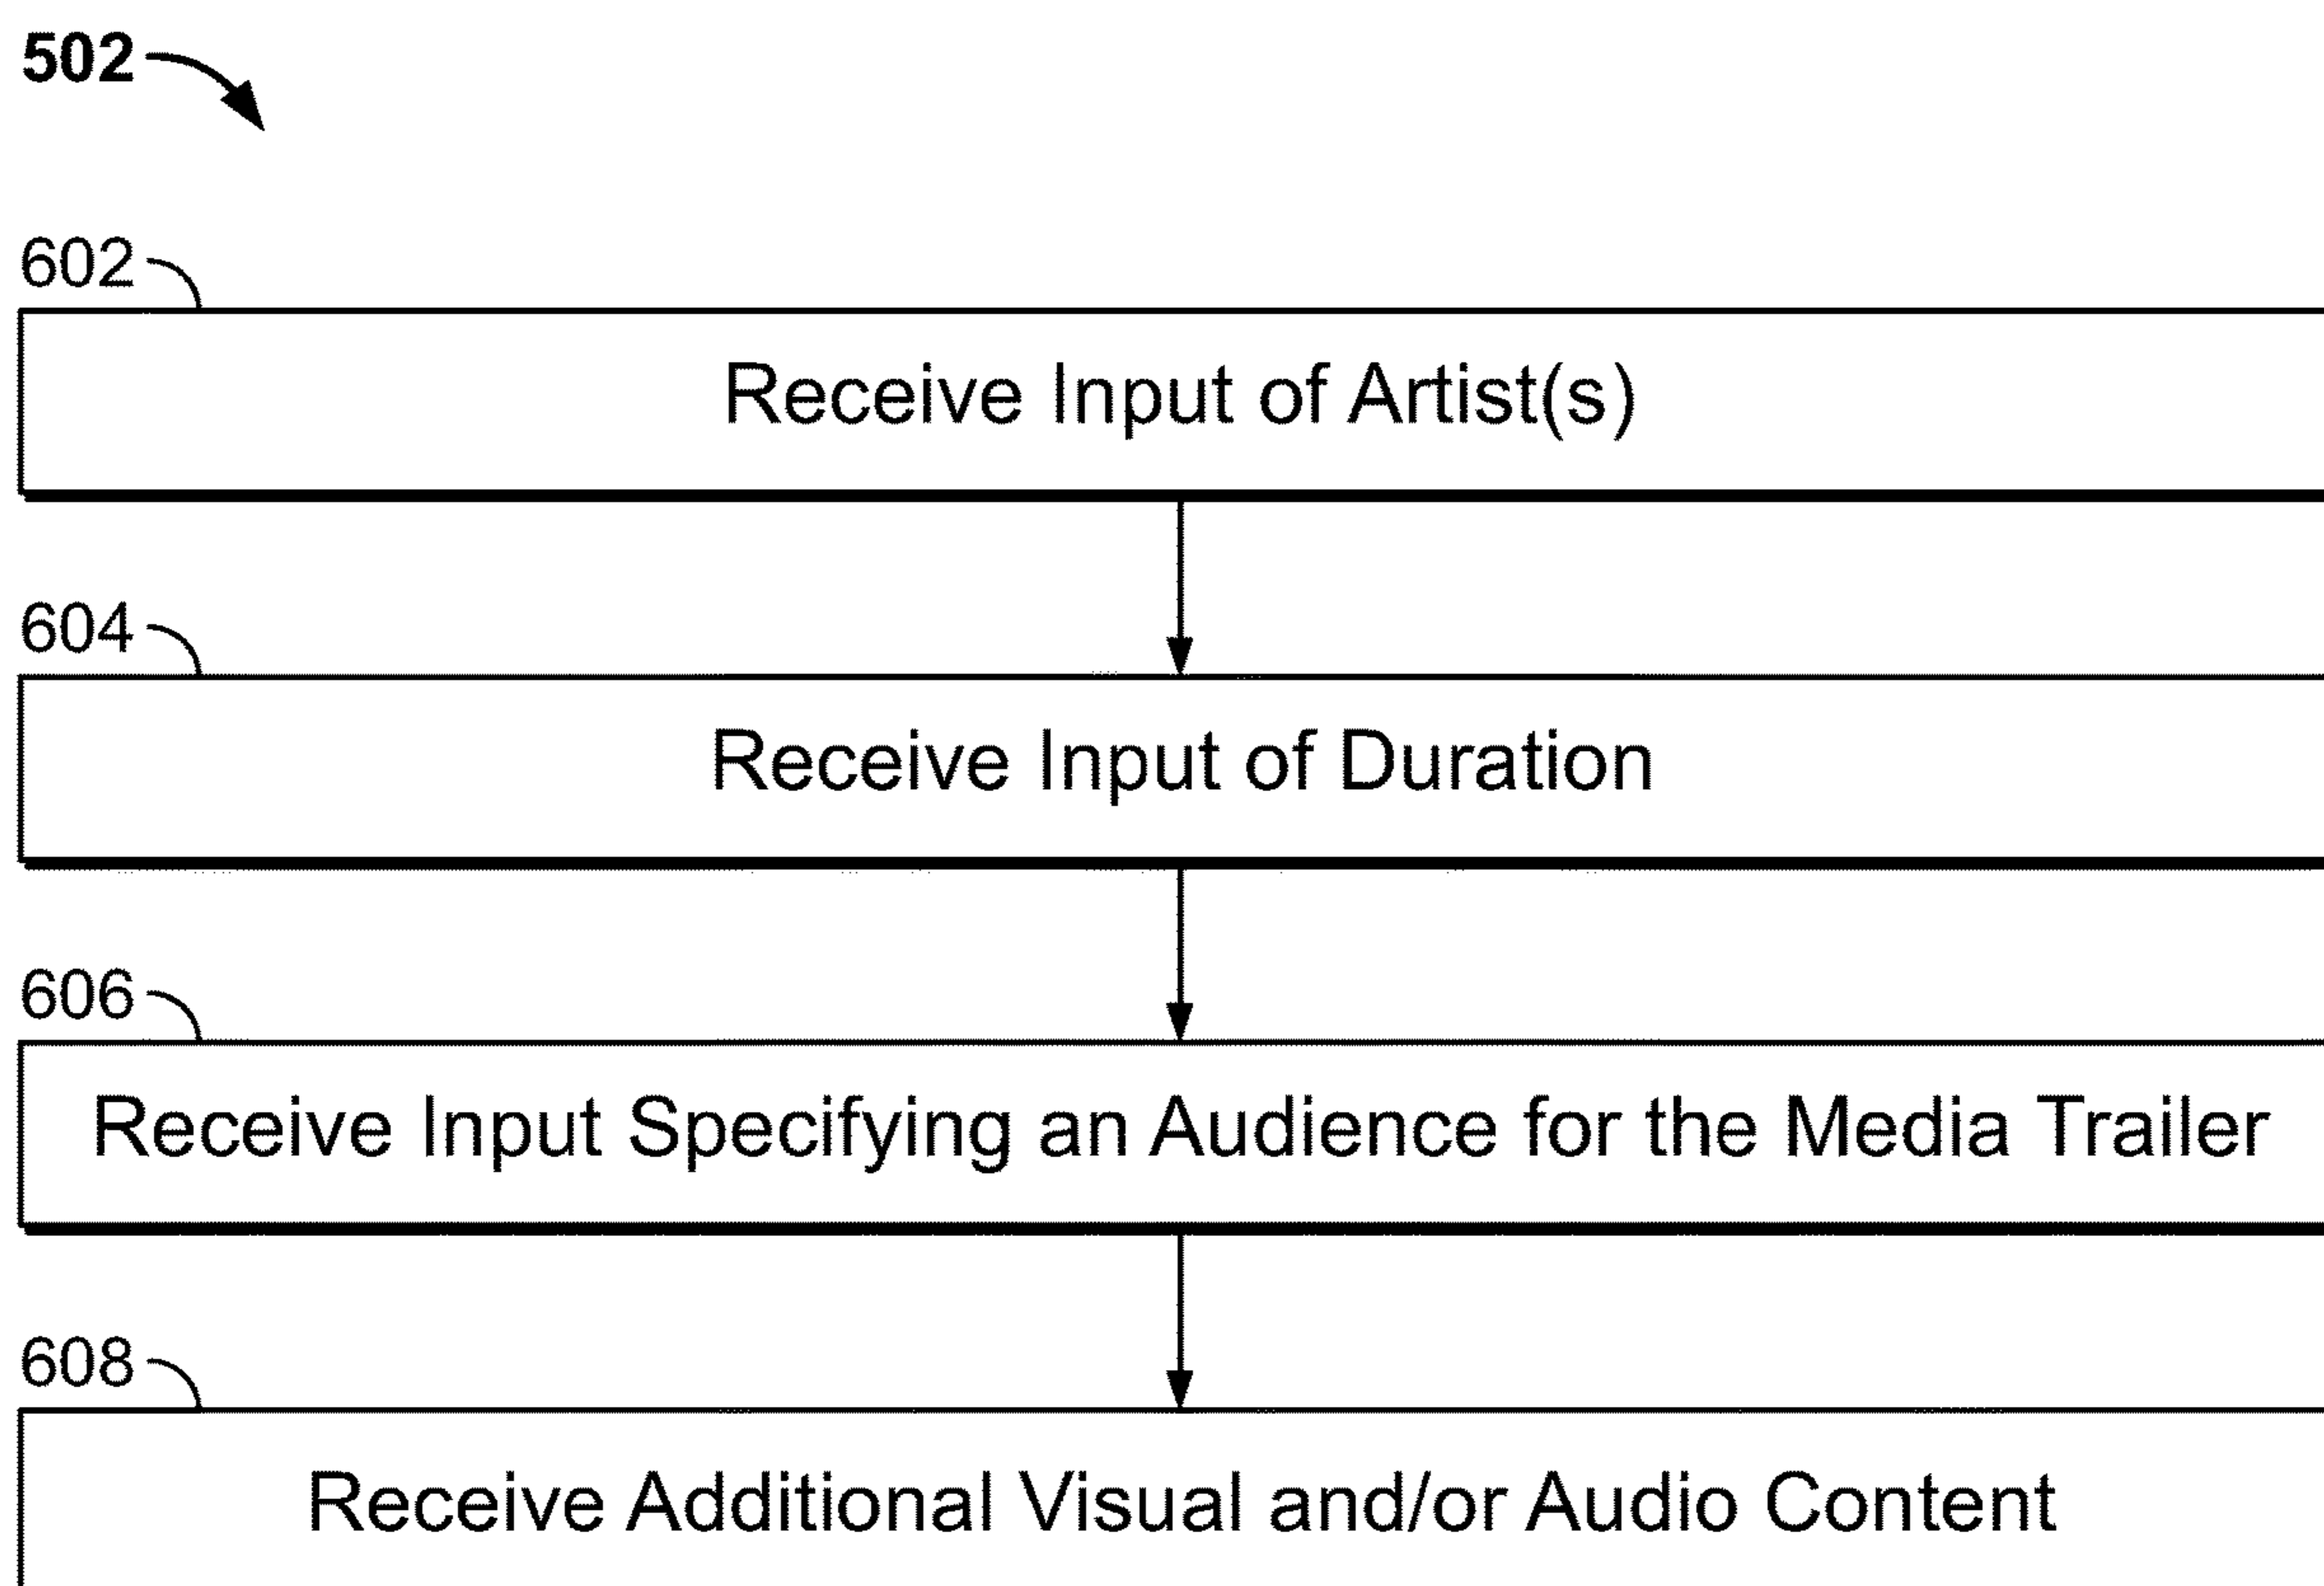 502
602
Receive Input of Artist(s)
604
Receive Input of Duration
606
Receive Input Specifying an Audience for the Media Trailer
608
Receive Additional Visual and/or Audio Content